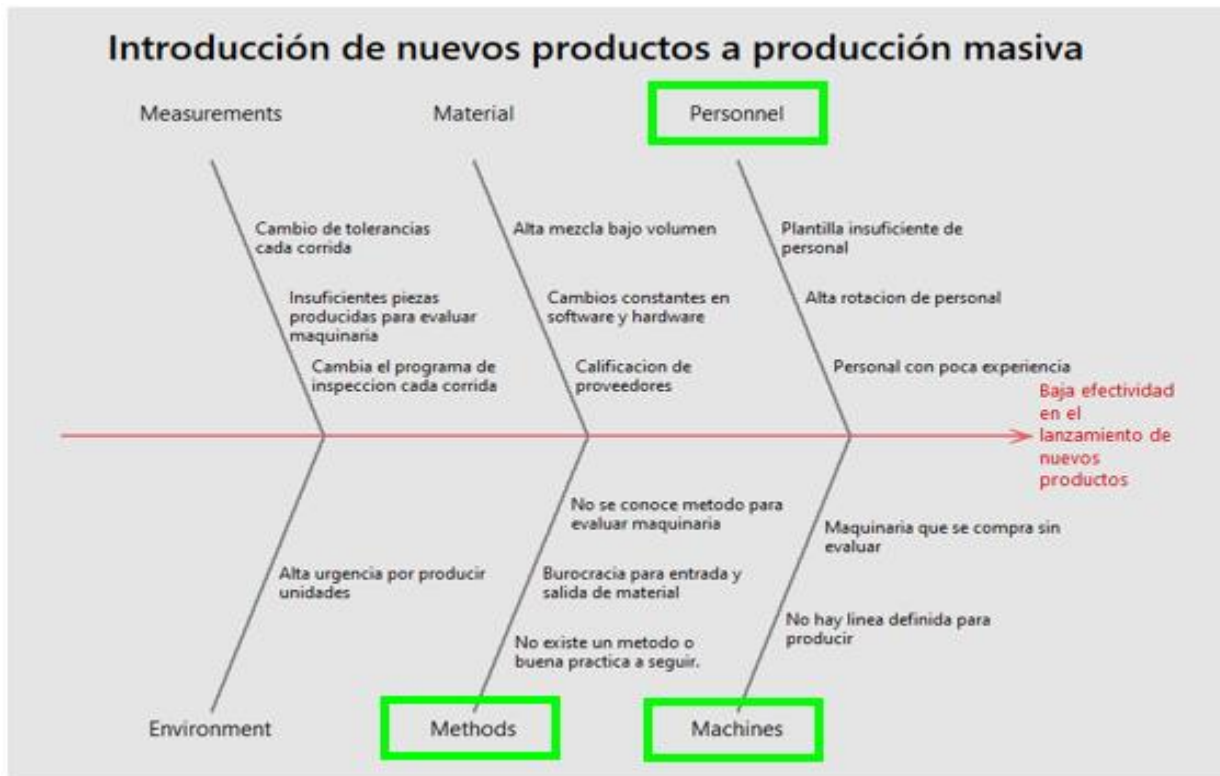 Introducción de nuevos productos a producción masiva
Measurements
Material
Personnel
Cambio de tolerancias
cada corrida
Insuficientes piezas
producidas para evaluar
maquinaria
Cambia el programa de
inspeccion cada corrida
Alta mezcla bajo volumen
Cambios constantes en
software y hardware
Calificacion de
proveedores
Plantilla insuficiente de
personal
Alta rotacion de personal
Personal con poca experiencia
Baja efectividad
en el
lanzamiento de
nuevos
productos
Alta urgencia por producir
unidades
No se conoce metodo para
evaluar maquinaria
Burocracia para entrada y
salida de material
No existe un metodo o
buena practica a seguir.
Maquinaria que se compra sin
evaluar
No hay linea definida para
producir
Environment
Methods
Machines